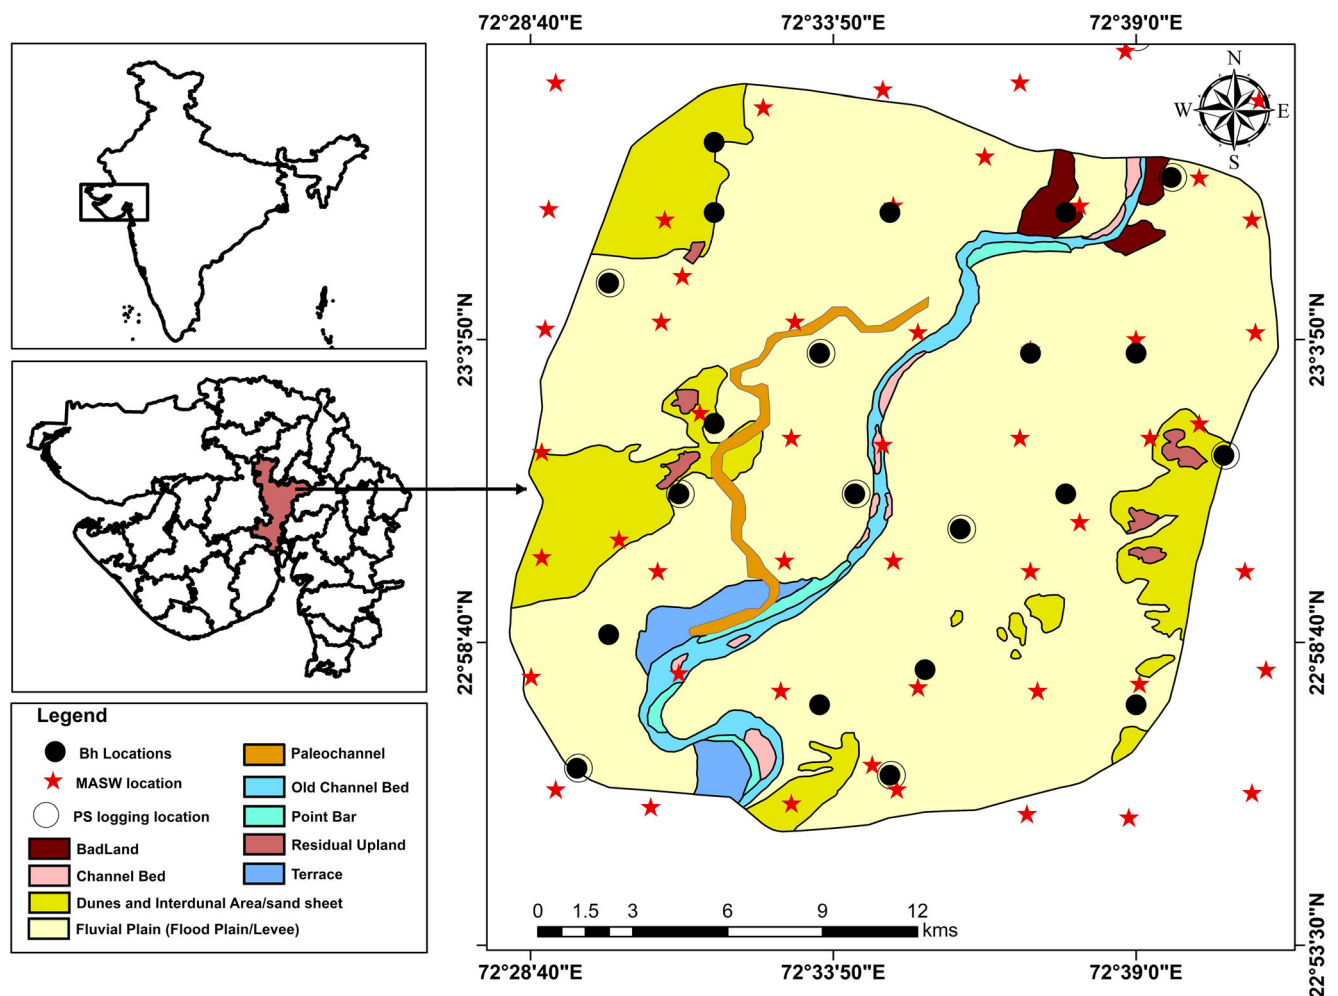 72°28'40"E 72°33'50"E 72°39'0"E
N
W E
S
23°3'50"N 23°3'50"N
22°58'40"N 22°58'40"N
22°53'30"N
Legend
Bh Locations
MASW location
PS logging location
BadLand
Channel Bed
Dunes and Interdunal Area/sand sheet
Fluvial Plain (Flood Plain/Levee)
Paleochannel
Old Channel Bed
Point Bar
Residual Upland
Terrace
0 1.5 3 6 9 12
kms
72°28'40"E 72°33'50"E 72°39'0"E